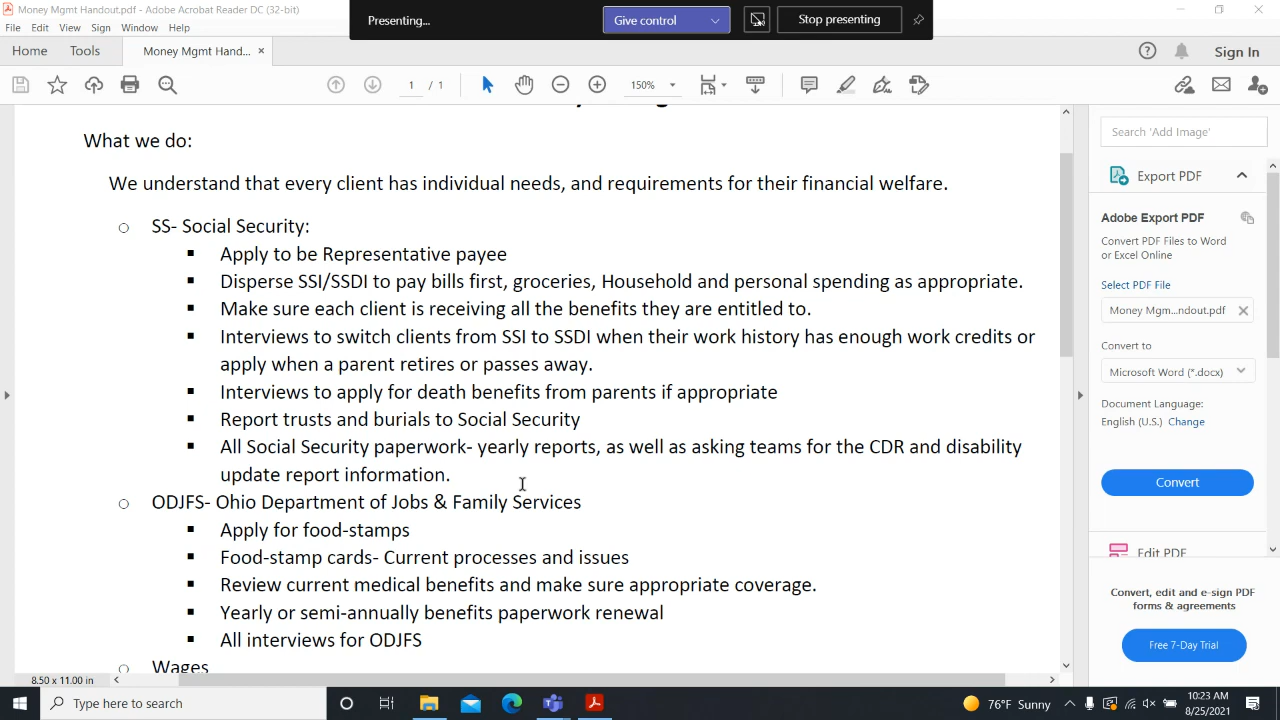 Money Mgmt Handout.pdf - Adobe Acrobat Reader DC (32-bit)
Presenting...
Give control
Stop presenting
File Edit View Sign Window Help
Home Tools Money Mgmt Hand... × Sign In
1 / 1 150%
What we do:
We understand that every client has individual needs, and requirements for their financial welfare.
SS- Social Security:
Apply to be Representative payee
Disperse SSI/SSDI to pay bills first, groceries, Household and personal spending as appropriate.
Make sure each client is receiving all the benefits they are entitled to.
Interviews to switch clients from SSI to SSDI when their work history has enough work credits or
apply when a parent retires or passes away.
Interviews to apply for death benefits from parents if appropriate
Report trusts and burials to Social Security
All Social Security paperwork- yearly reports, as well as asking teams for the CDR and disability
update report information.
ODJFS- Ohio Department of Jobs & Family Services
Apply for food-stamps
Food-stamp cards- Current processes and issues
Review current medical benefits and make sure appropriate coverage.
Yearly or semi-annually benefits paperwork renewal
All interviews for ODJFS
Wages
8.50 x 11.00 in
Search 'Add Image'
Export PDF
Adobe Export PDF
Convert PDF Files to Word
or Excel Online
Select PDF File
Money Mgm...ndout.pdf
Convert to
Microsoft Word (*.docx)
Document Language:
English (U.S.) Change
Convert
Edit PDF
Convert, edit and e-sign PDF
forms & agreements
Free 7-Day Trial
Type here to search
76°F Sunny
10:23 AM
8/25/2021